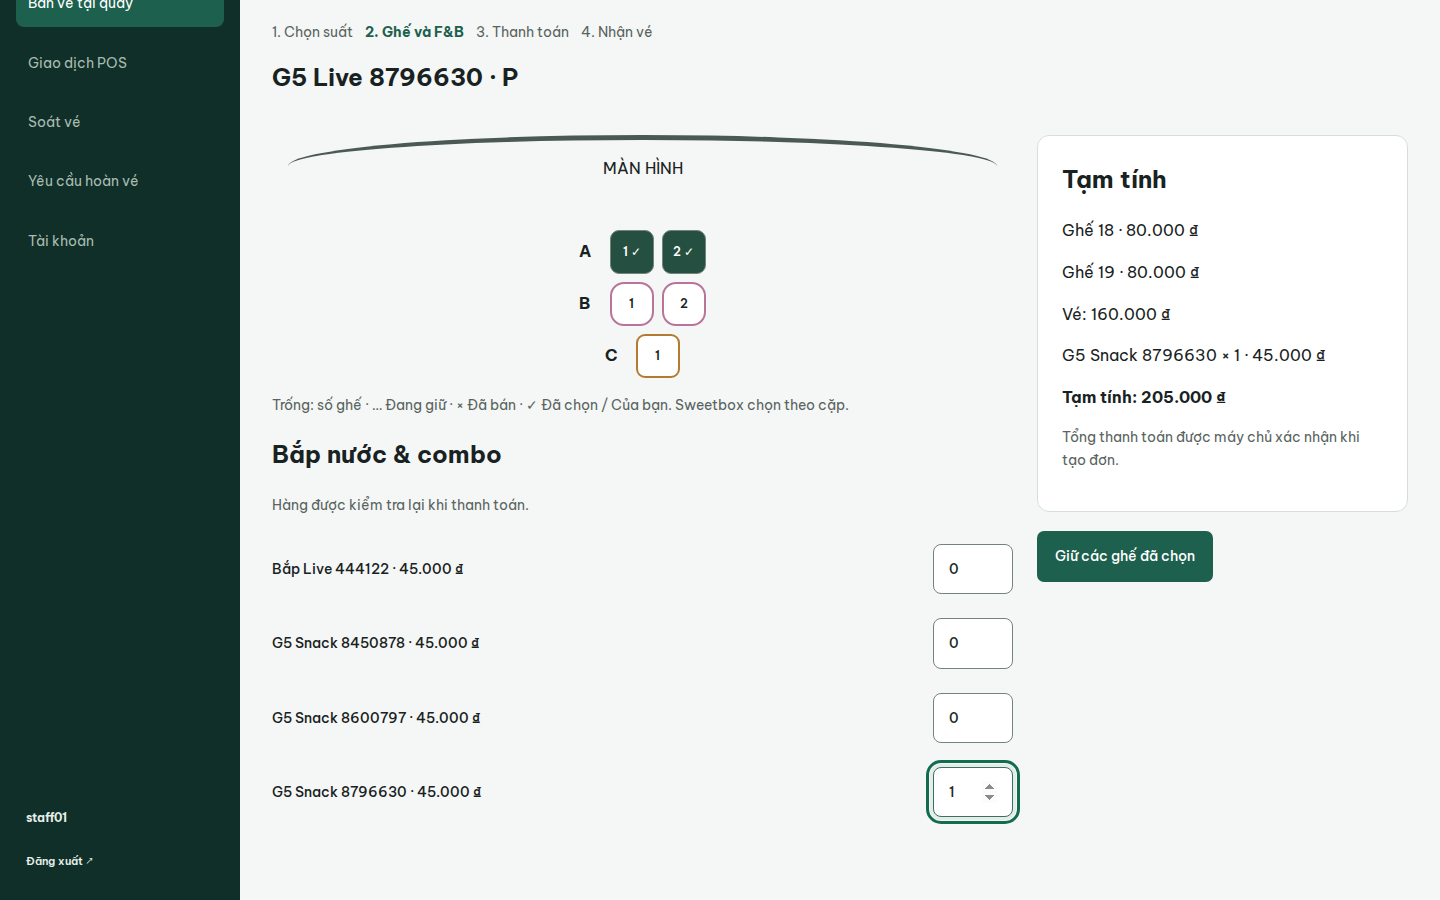 Bán vé tại quầy
Giao dịch POS
Soát vé
Yêu cầu hoàn vé
Tài khoản
staff01
Đăng xuất ↗
1. Chọn suất 2. Ghế và F&B 3. Thanh toán 4. Nhận vé
G5 Live 8796630 · P
MÀN HÌNH
A 1 ✓ 2 ✓
B 1 2
C 1
Trống: số ghế · … Đang giữ · × Đã bán · ✓ Đã chọn / Của bạn. Sweetbox chọn theo cặp.
Bắp nước & combo
Hàng được kiểm tra lại khi thanh toán.
Bắp Live 444122 · 45.000 ₫ 0
G5 Snack 8450878 · 45.000 ₫ 0
G5 Snack 8600797 · 45.000 ₫ 0
G5 Snack 8796630 · 45.000 ₫ 1
Tạm tính
Ghế 18 · 80.000 ₫
Ghế 19 · 80.000 ₫
Vé: 160.000 ₫
G5 Snack 8796630 × 1 · 45.000 ₫
Tạm tính: 205.000 ₫
Tổng thanh toán được máy chủ xác nhận khi
tạo đơn.
Giữ các ghế đã chọn